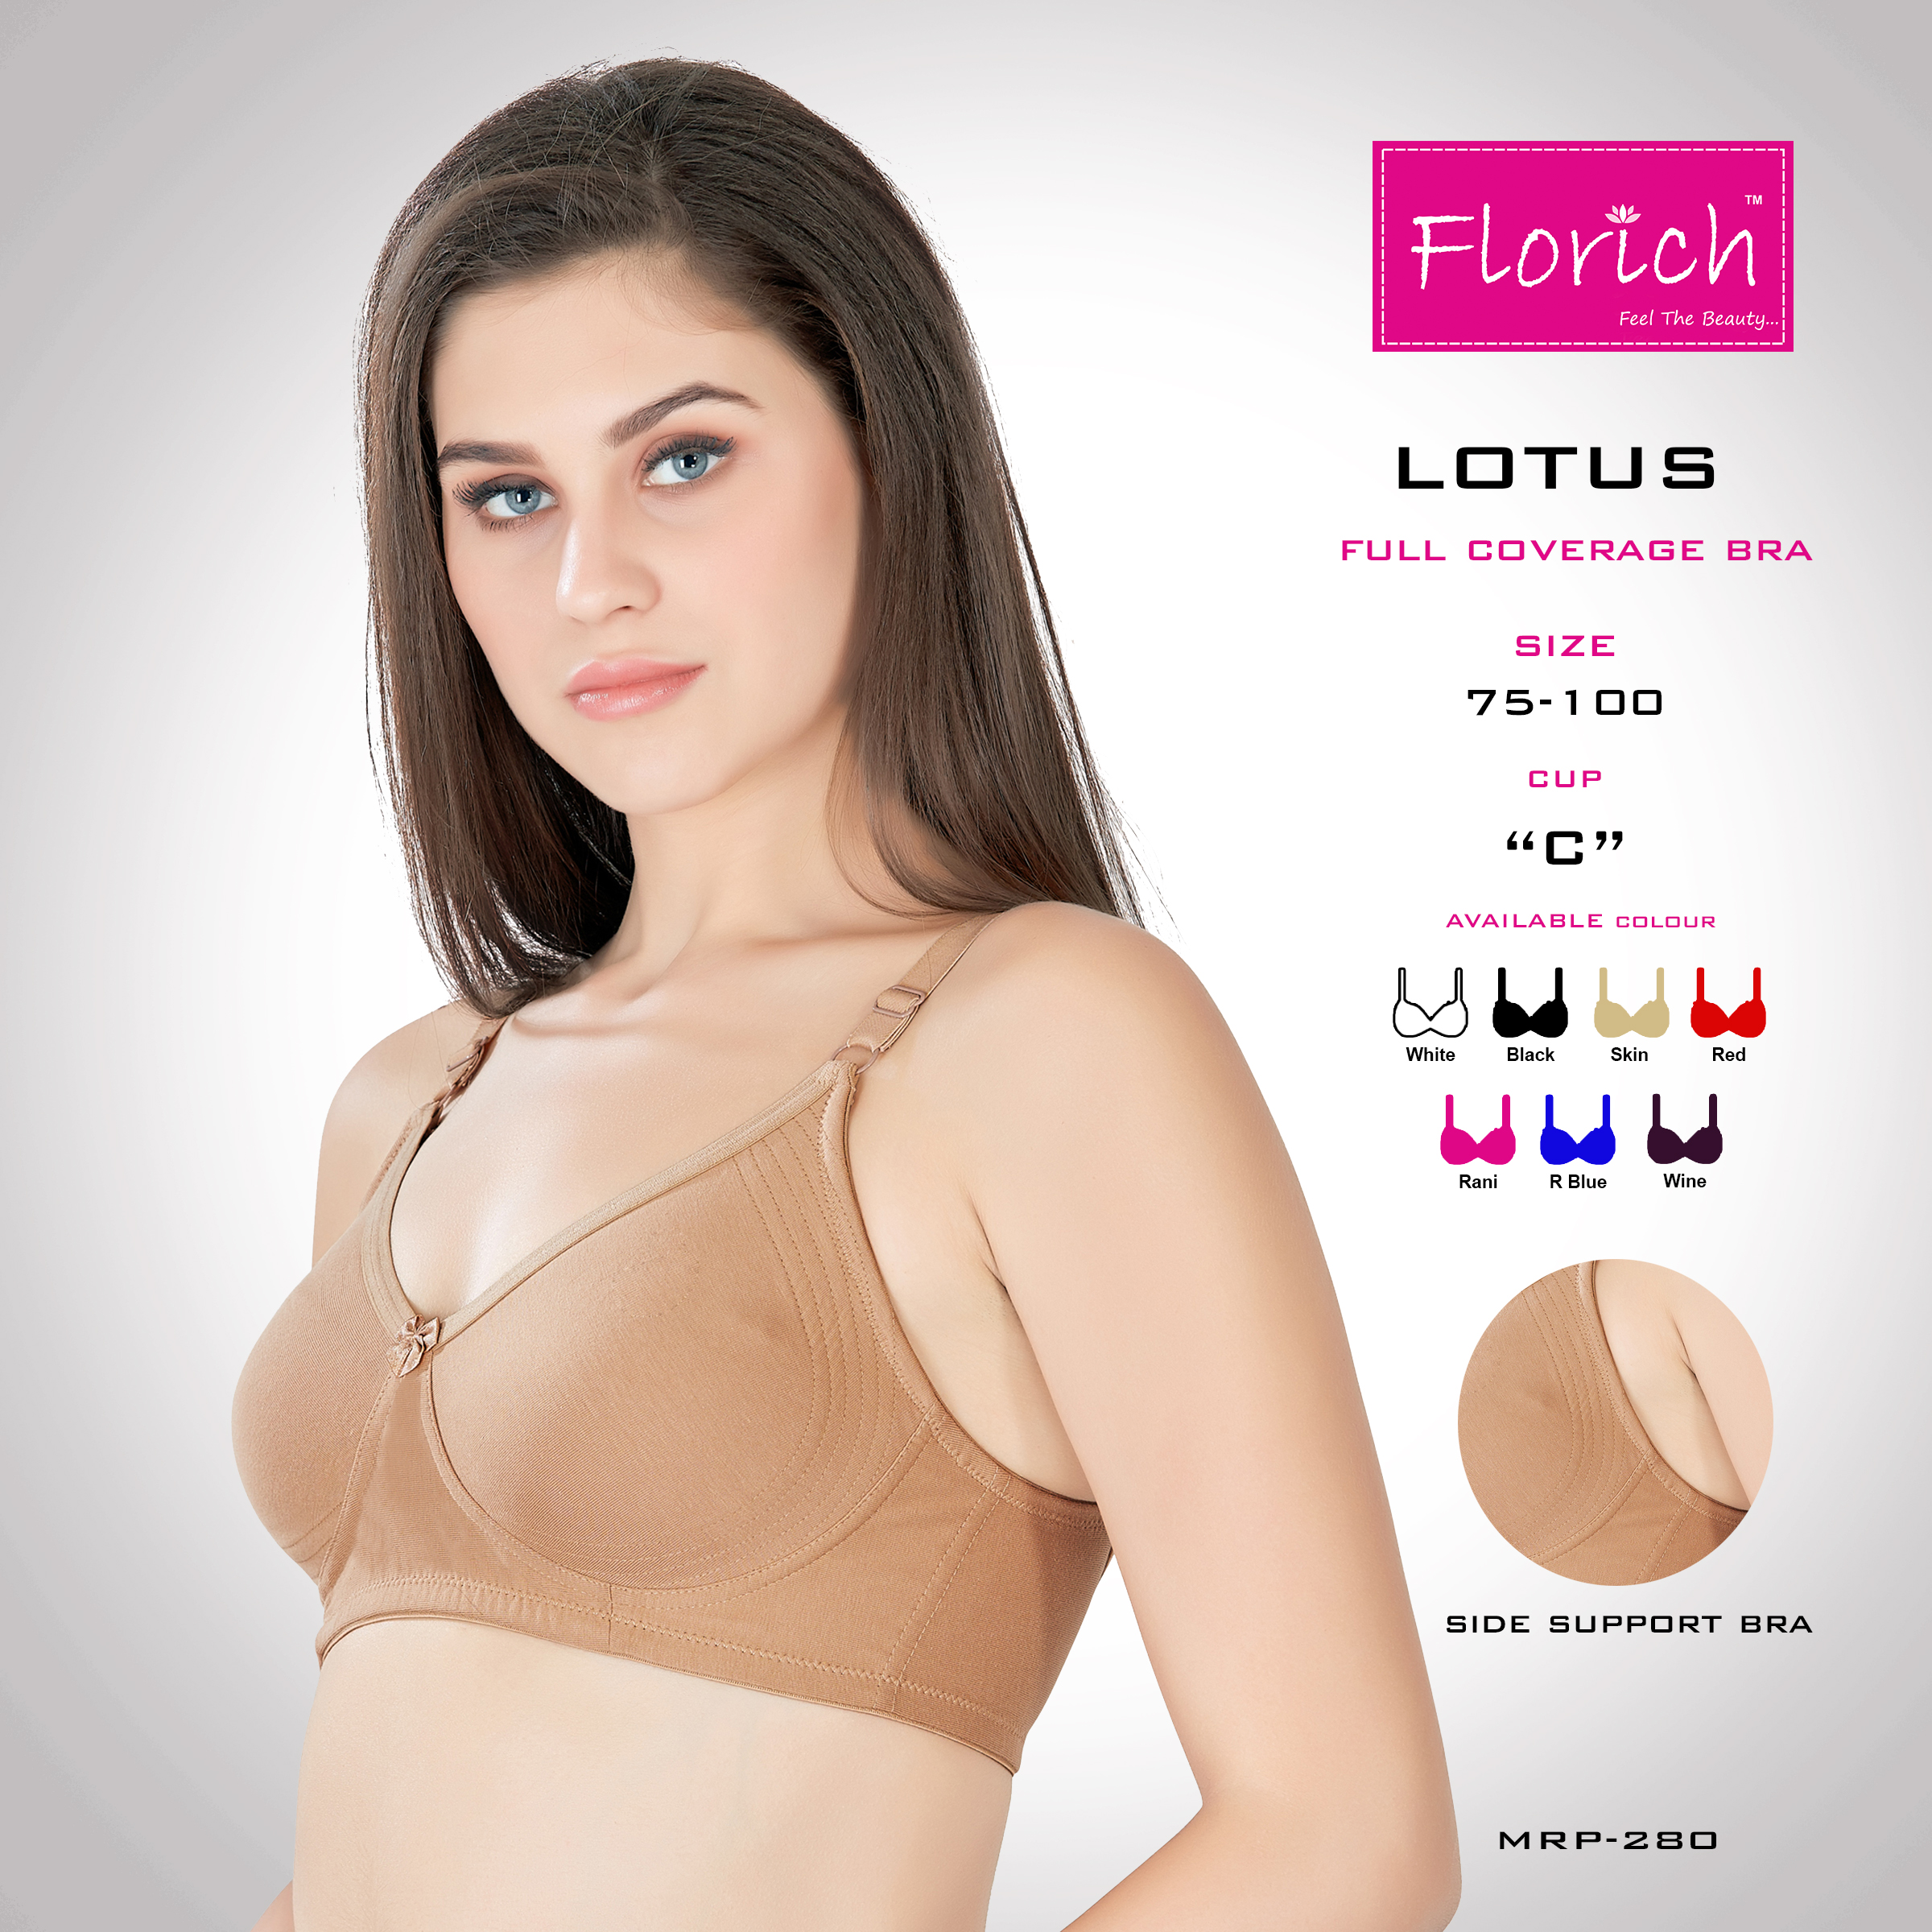 Florich™
Feel The Beauty...
LOTUS
FULL COVERAGE BRA
SIZE
75-100
CUP
“C”
AVAILABLE COLOUR
White Black Skin Red
Rani R Blue Wine
SIDE SUPPORT BRA
MRP-280